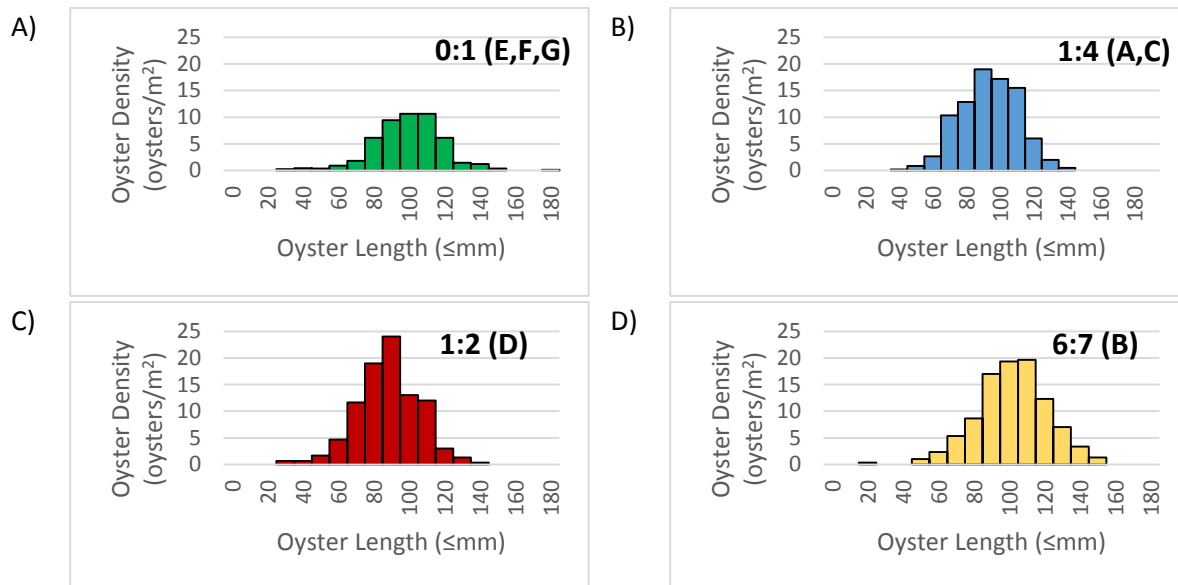 A)
0:1 (E,F,G)
Oyster Density
(oysters/m²)
25
20
15
10
5
0
0 20 40 60 80 100 120 140 160 180
Oyster Length (≤mm)
B)
1:4 (A,C)
Oyster Density
(oysters/m²)
25
20
15
10
5
0
0 20 40 60 80 100 120 140 160 180
Oyster Length (≤mm)
C)
1:2 (D)
Oyster Density
(oysters/m²)
25
20
15
10
5
0
0 20 40 60 80 100 120 140 160 180
Oyster Length (≤mm)
D)
6:7 (B)
Oyster Density
(oysters/m²)
25
20
15
10
5
0
0 20 40 60 80 100 120 140 160 180
Oyster Length (≤mm)